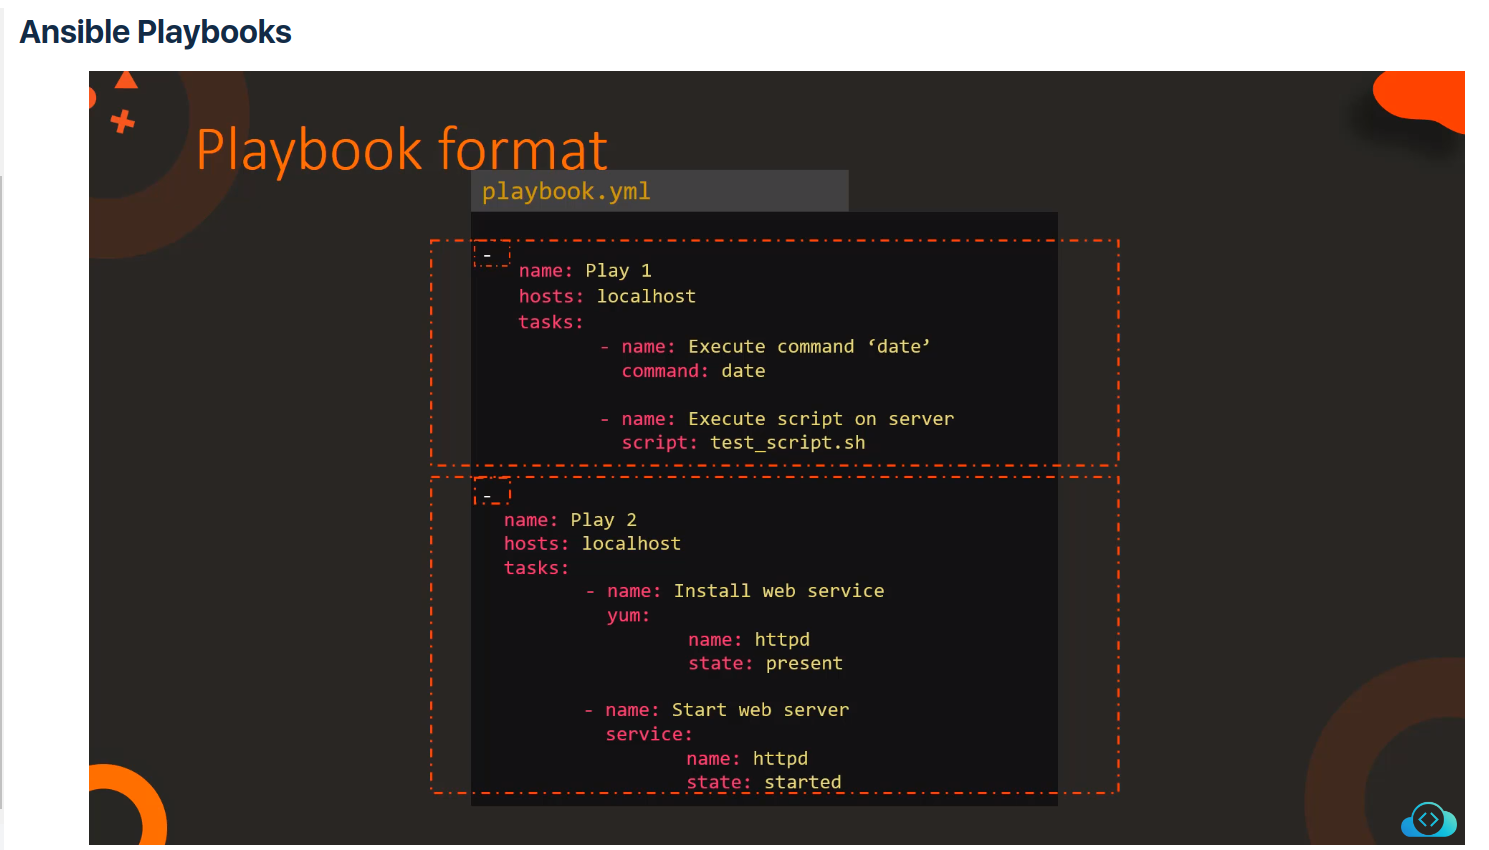 Ansible Playbooks
Playbook format
playbook.yml
-
name: Play 1
hosts: localhost
tasks:
- name: Execute command ‘date’
command: date
- name: Execute script on server
script: test_script.sh
-
name: Play 2
hosts: localhost
tasks:
- name: Install web service
yum:
name: httpd
state: present
- name: Start web server
service:
name: httpd
state: started